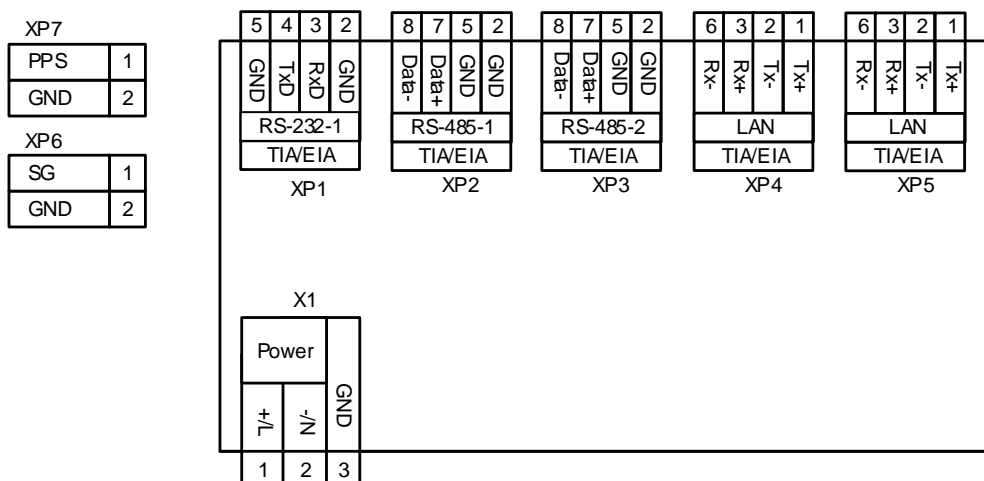 XP7
PPS 1
GND 2
XP6
SG 1
GND 2
5 4 3 2
GND TxD RxD GND
RS-232-1
TIA/EIA
XP1
8 7 5 2
Data- Data+ GND GND
RS-485-1
TIA/EIA
XP2
8 7 5 2
Data- Data+ GND GND
RS-485-2
TIA/EIA
XP3
6 3 2 1
Rx- Rx+ Tx- Tx+
LAN
TIA/EIA
XP4
6 3 2 1
Rx- Rx+ Tx- Tx+
LAN
TIA/EIA
XP5
X1
Power
+/L -/N GND
1 2 3